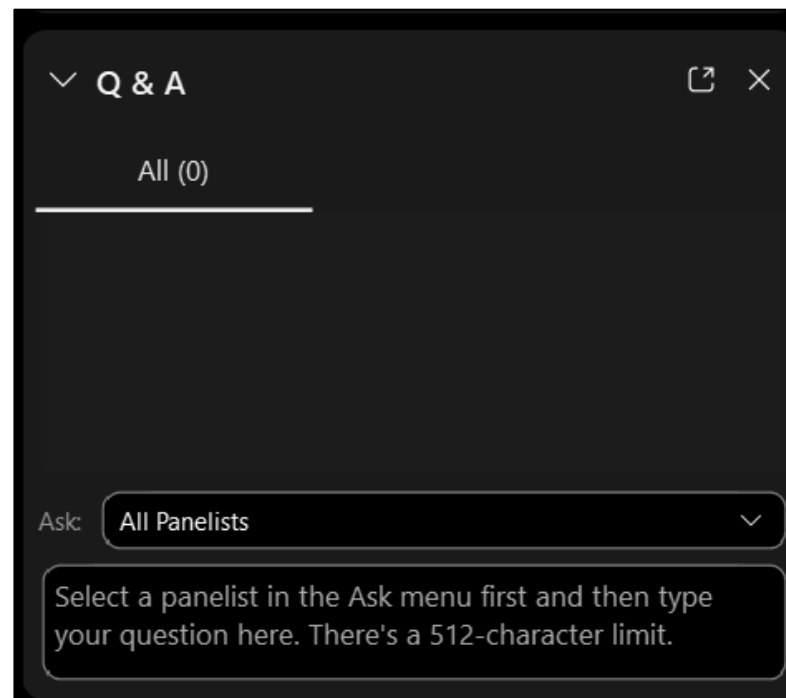 Q & A
All (0)
Ask: All Panelists
Select a panelist in the Ask menu first and then type
your question here. There's a 512-character limit.